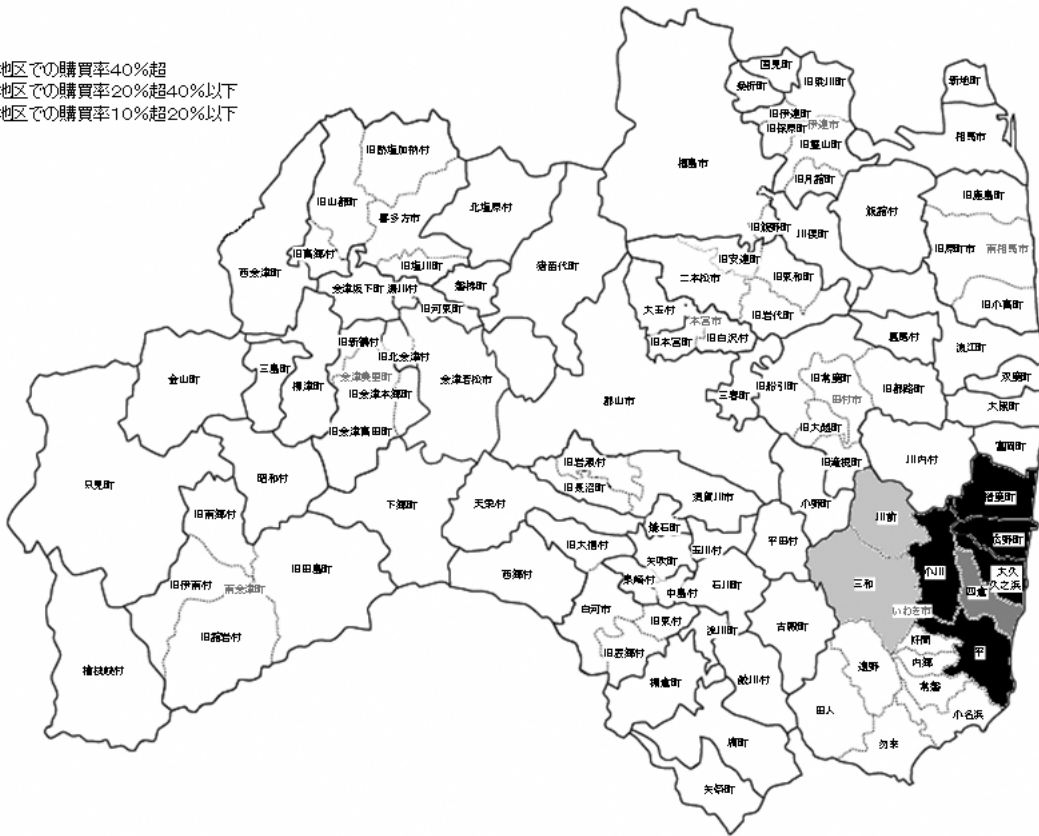 地区での購買率40%超
地区での購買率20%超40%以下
地区での購買率10%超20%以下
国見町
桑折町
旧梁川町
新地町
旧伊達町
伊達市
旧保原町
相馬市
旧霊山町
福島市
旧月舘町
旧熱塩加納村
旧山都町
喜多方市
北塩原村
飯舘村
旧鹿島町
旧飯野町
川俣町
旧高郷村
旧塩川町
西会津町
猪苗代町
旧安達町
二本松市
旧東和町
旧原町市
南相馬市
会津坂下町
湯川村
磐梯町
旧河東町
大玉村
旧岩代町
旧小高町
本宮市
旧本宮町
旧白沢村
葛尾村
浪江町
旧新鶴村
旧北会津村
三島町
柳津町
会津美里町
会津若松市
金山町
旧会津本郷町
旧会津高田町
郡山市
三春町
旧船引町
旧常葉町
旧都路町
田村市
旧大越町
双葉町
大熊町
富岡町
川内村
旧滝根町
小野町
只見町
昭和村
下郷町
天栄村
旧岩瀬村
旧長沼町
須賀川市
楢葉町
川前
旧南郷村
鏡石町
平田村
広野町
旧大信村
矢吹町
玉川村
旧伊南村
南会津町
旧田島町
西郷村
泉崎村
中島村
石川町
三和
小川
四倉
大久
久之浜
白河市
旧東村
浅川町
古殿町
いわき市
旧舘岩村
旧表郷村
好間
平
内郷
遠野
常磐
檜枝岐村
棚倉町
鮫川村
田人
小名浜
勿来
塙町
矢祭町